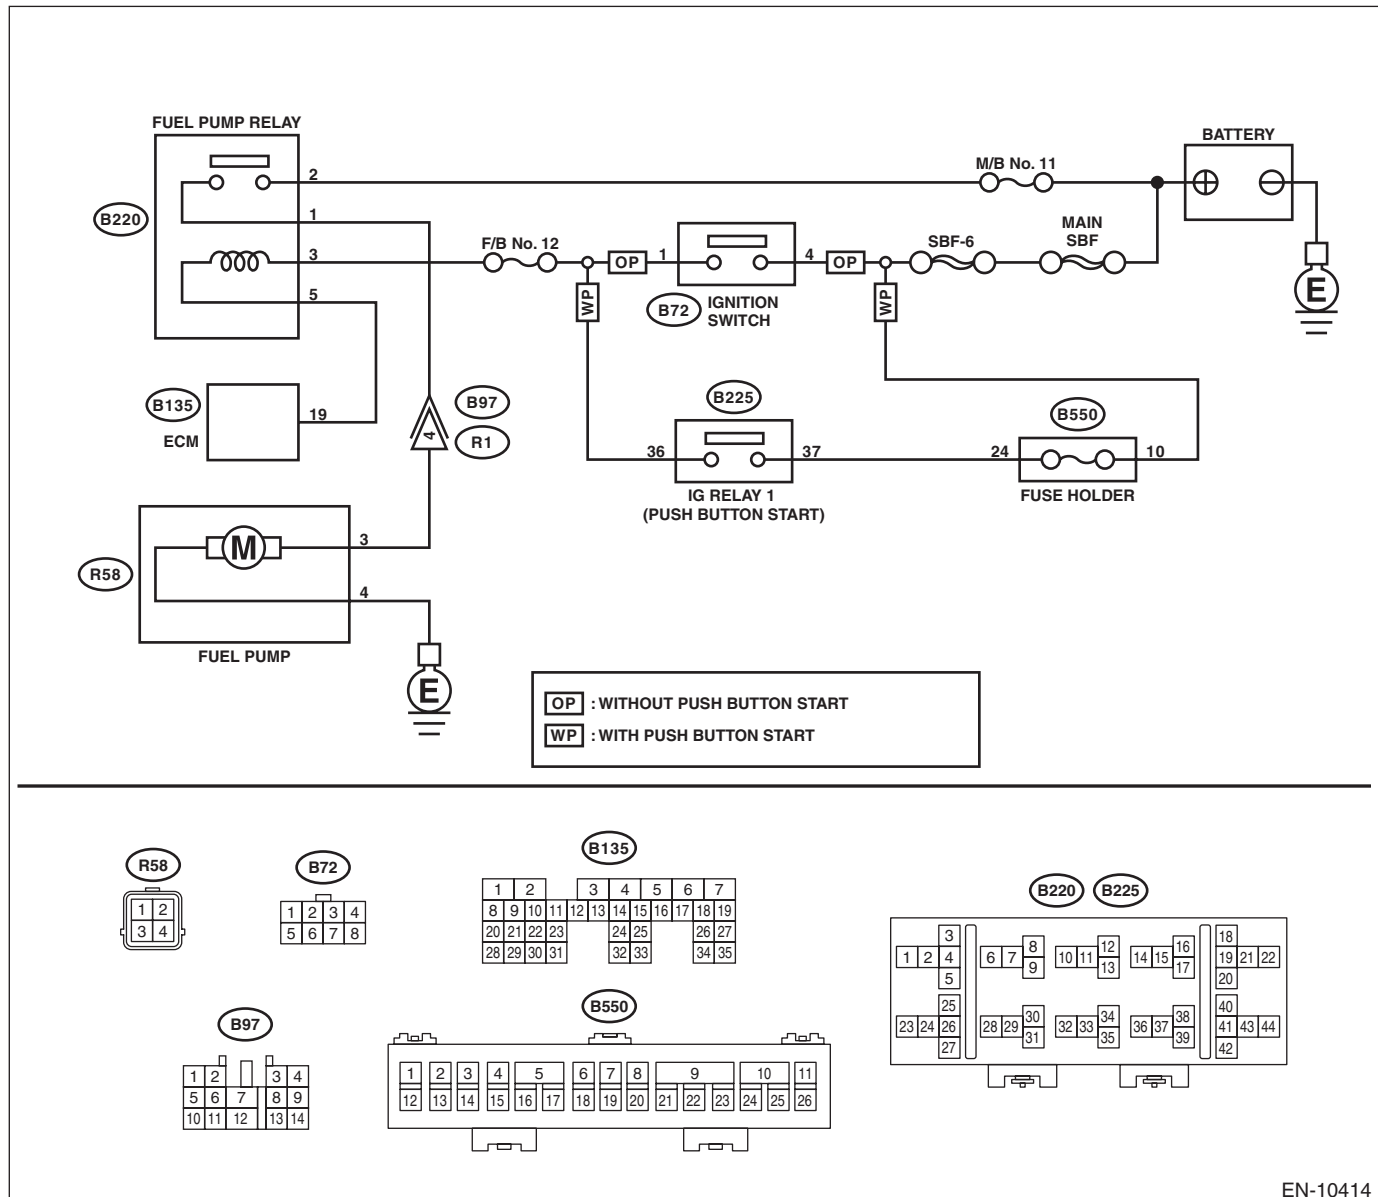 FUEL PUMP RELAY
BATTERY
M/B No. 11
2
B220
1
MAIN
SBF
SBF-6
F/B No. 12
3
OP
1
4
OP
E
5
WP
B72
IGNITION
SWITCH
WP
B135
ECM
19
B97
R1
4
B225
B550
36
37
24
10
IG RELAY 1
(PUSH BUTTON START)
FUSE HOLDER
M
3
R58
4
FUEL PUMP
E
OP : WITHOUT PUSH BUTTON START
WP : WITH PUSH BUTTON START
R58
1 2
3 4
B72
1 2 3 4
5 6 7 8
B135
1 2 3 4 5 6 7
8 9 10 11 12 13 14 15 16 17 18 19
20 21 22 23 24 25 26 27
28 29 30 31 32 33 34 35
B220 B225
3 8 12 16 18
1 2 4 6 7 10 11 14 15 19 21 22
5 9 13 17 20
25 30 34 38 40
23 24 26 28 29 32 33 36 37 41 43 44
27 31 35 39 42
B97
1 2 3 4
5 6 7 8 9
10 11 12 13 14
B550
1 2 3 4 5 6 7 8 9 10 11
12 13 14 15 16 17 18 19 20 21 22 23 24 25 26
EN-10414